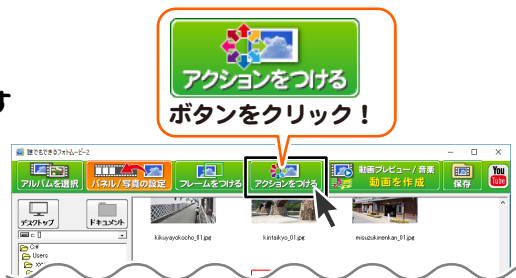 す
アクションをつける
ボタンをクリック！
誰でもできるフォトムービー2
アルバムを選択
パネル/写真の設定
フレームをつける
アクションをつける
動画プレビュー/音楽
動画を作成
保存
You
Tube
デスクトップ
ドキュメント
c: []
kikuyayokocho_01.jpg
kintaikyo_01.jpg
misuzukinenkan_01.jpg
C:¥
Users